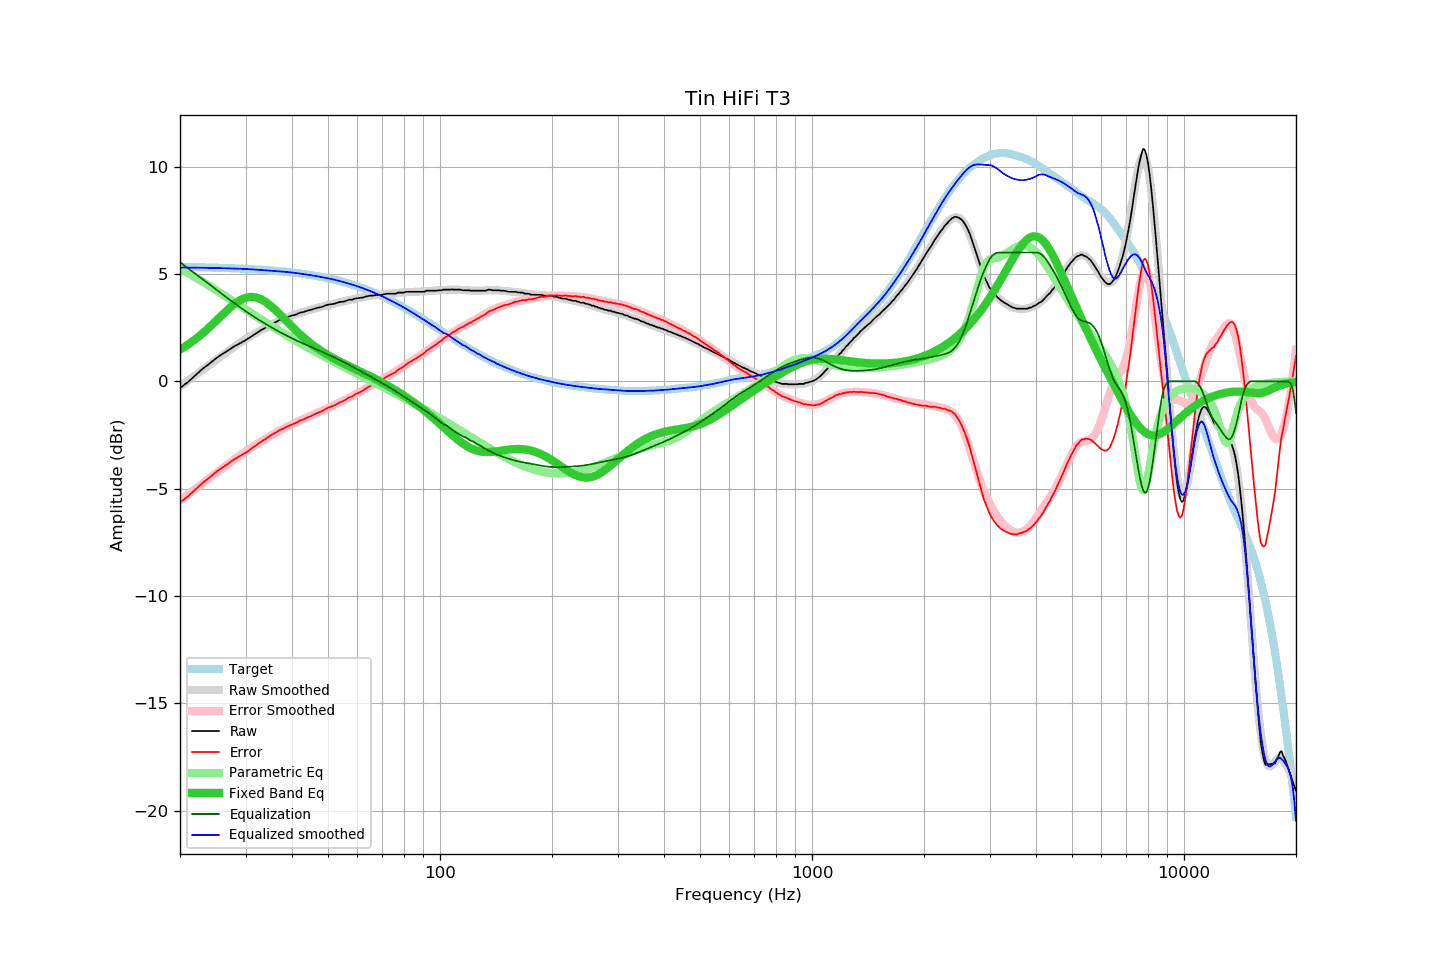 Tin HiFi T3
Amplitude (dBr)
10
5
0
−5
−10
−15
−20
Target
Raw Smoothed
Error Smoothed
Raw
Error
Parametric Eq
Fixed Band Eq
Equalization
Equalized smoothed
100
1000
10000
Frequency (Hz)